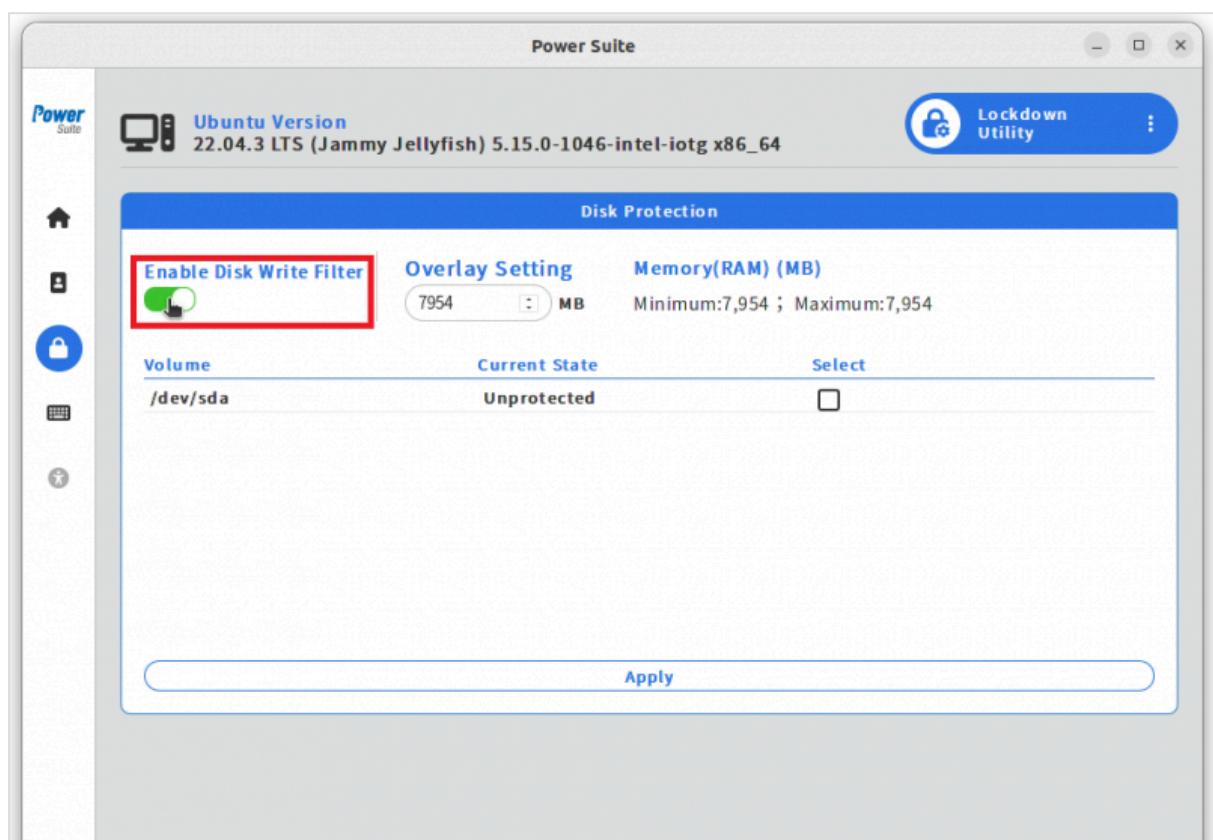 Power Suite
Power
Suite
Ubuntu Version
22.04.3 LTS (Jammy Jellyfish) 5.15.0-1046-intel-iotg x86_64
Lockdown
Utility
Disk Protection
Enable Disk Write Filter
Overlay Setting
7954 MB
Memory(RAM) (MB)
Minimum:7,954 ; Maximum:7,954
Volume Current State Select
/dev/sda Unprotected
Apply